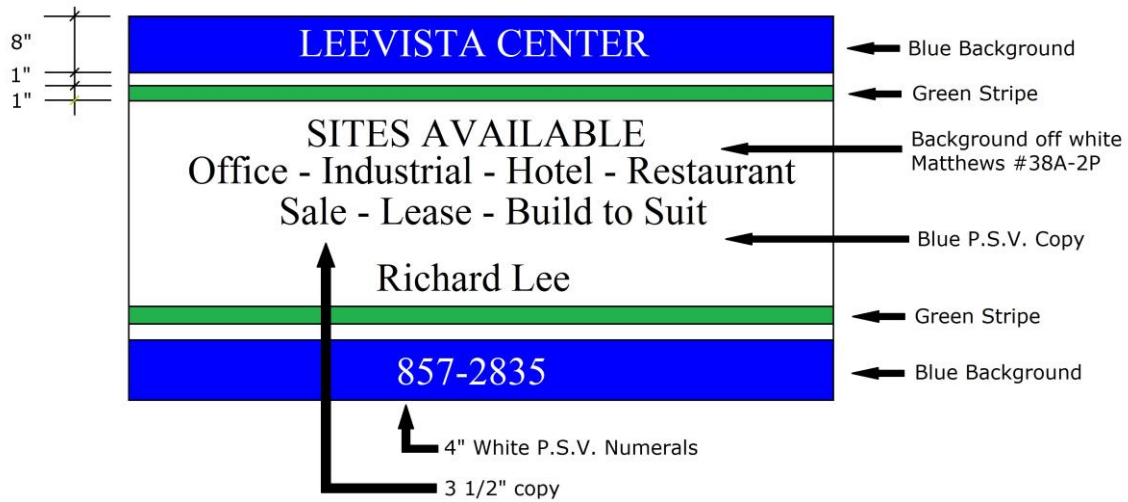 8"
1"
1"
LEEVISTA CENTER
Blue Background
Green Stripe
SITES AVAILABLE
Office - Industrial - Hotel - Restaurant
Sale - Lease - Build to Suit
Background off white
Matthews #38A-2P
Blue P.S.V. Copy
Richard Lee
Green Stripe
857-2835
Blue Background
4" White P.S.V. Numerals
3 1/2" copy